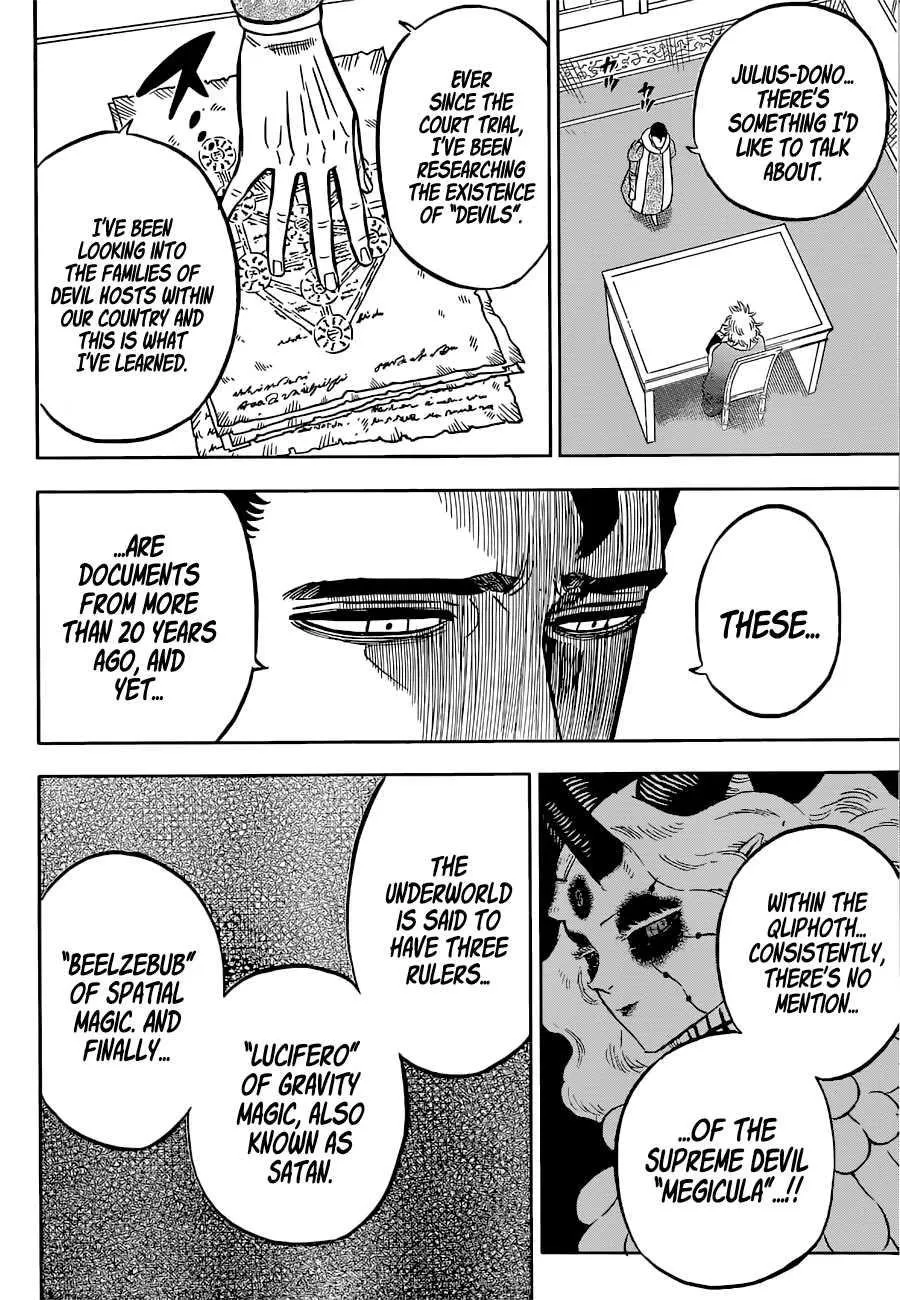 JULIUS-DONO...
THERE'S
SOMETHING I'D
LIKE TO TALK
ABOUT.
EVER
SINCE THE
COURT TRIAL,
I'VE BEEN
RESEARCHING
THE EXISTENCE
OF "DEVILS".
I'VE BEEN
LOOKING INTO
THE FAMILIES OF
DEVIL HOSTS WITHIN
OUR COUNTRY AND
THIS IS WHAT
I'VE LEARNED.
THESE...
...ARE
DOCUMENTS
FROM MORE
THAN 20 YEARS
AGO, AND
YET...
WITHIN THE
QLIPHOTH...
CONSISTENTLY,
THERE'S NO
MENTION...
...OF THE
SUPREME DEVIL
"MEGICULA"...!!
THE
UNDERWORLD
IS SAID TO
HAVE THREE
RULERS...
"LUCIFERO"
OF GRAVITY
MAGIC, ALSO
KNOWN AS
SATAN.
"BEELZEBUB"
OF SPATIAL
MAGIC. AND
FINALLY...